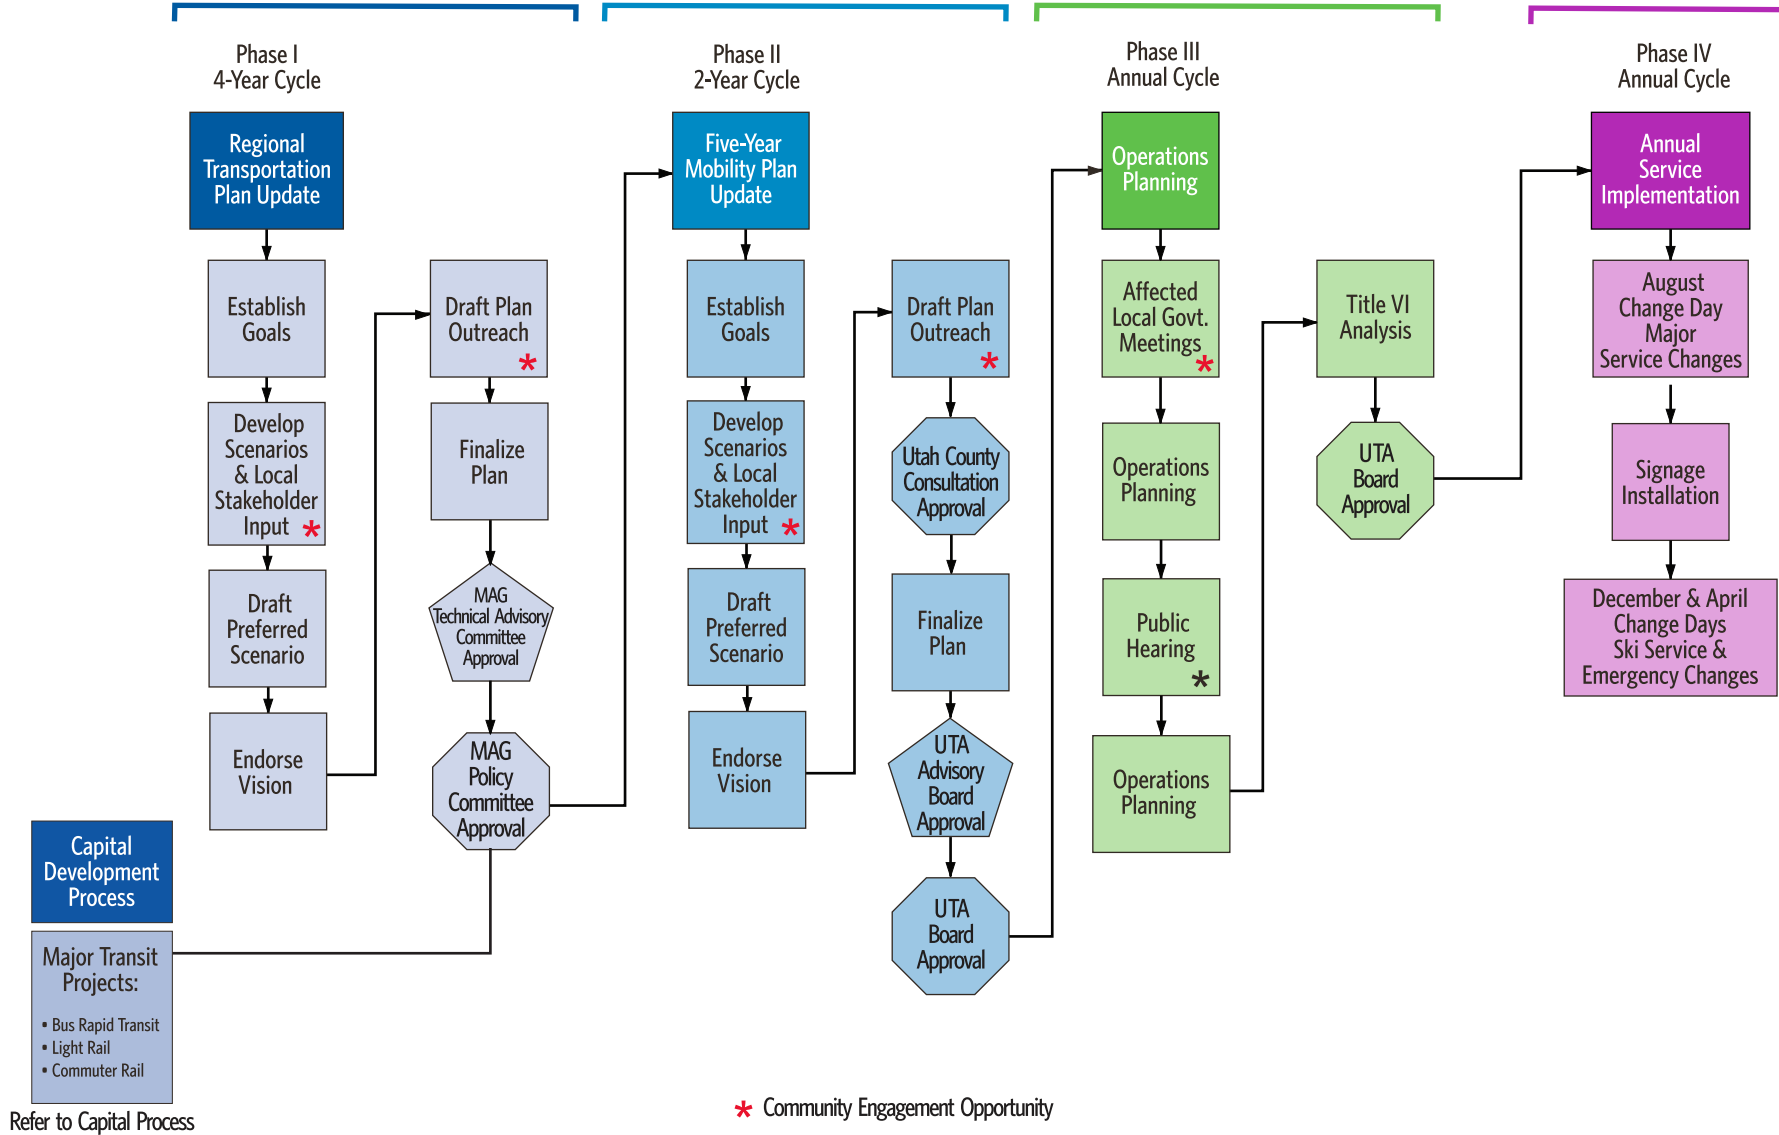 Phase I
4-Year Cycle
Regional
Transportation
Plan Update
Establish
Goals
Develop
Scenarios
& Local
Stakeholder
Input *
Draft
Preferred
Scenario
Endorse
Vision
Draft Plan
Outreach
*
Finalize
Plan
MAG
Technical Advisory
Committee
Approval
MAG
Policy
Committee
Approval
Capital
Development
Process
Major Transit
Projects:
• Bus Rapid Transit
• Light Rail
• Commuter Rail
Refer to Capital Process
Phase II
2-Year Cycle
Five-Year
Mobility Plan
Update
Establish
Goals
Develop
Scenarios
& Local
Stakeholder
Input *
Draft
Preferred
Scenario
Endorse
Vision
Draft Plan
Outreach
*
Utah County
Consultation
Approval
Finalize
Plan
UTA
Advisory
Board
Approval
UTA
Board
Approval
Phase III
Annual Cycle
Operations
Planning
Affected
Local Govt.
Meetings
*
Operations
Planning
Public
Hearing
*
Operations
Planning
Title VI
Analysis
UTA
Board
Approval
Phase IV
Annual Cycle
Annual
Service
Implementation
August
Change Day
Major
Service Changes
Signage
Installation
December & April
Change Days
Ski Service &
Emergency Changes
* Community Engagement Opportunity